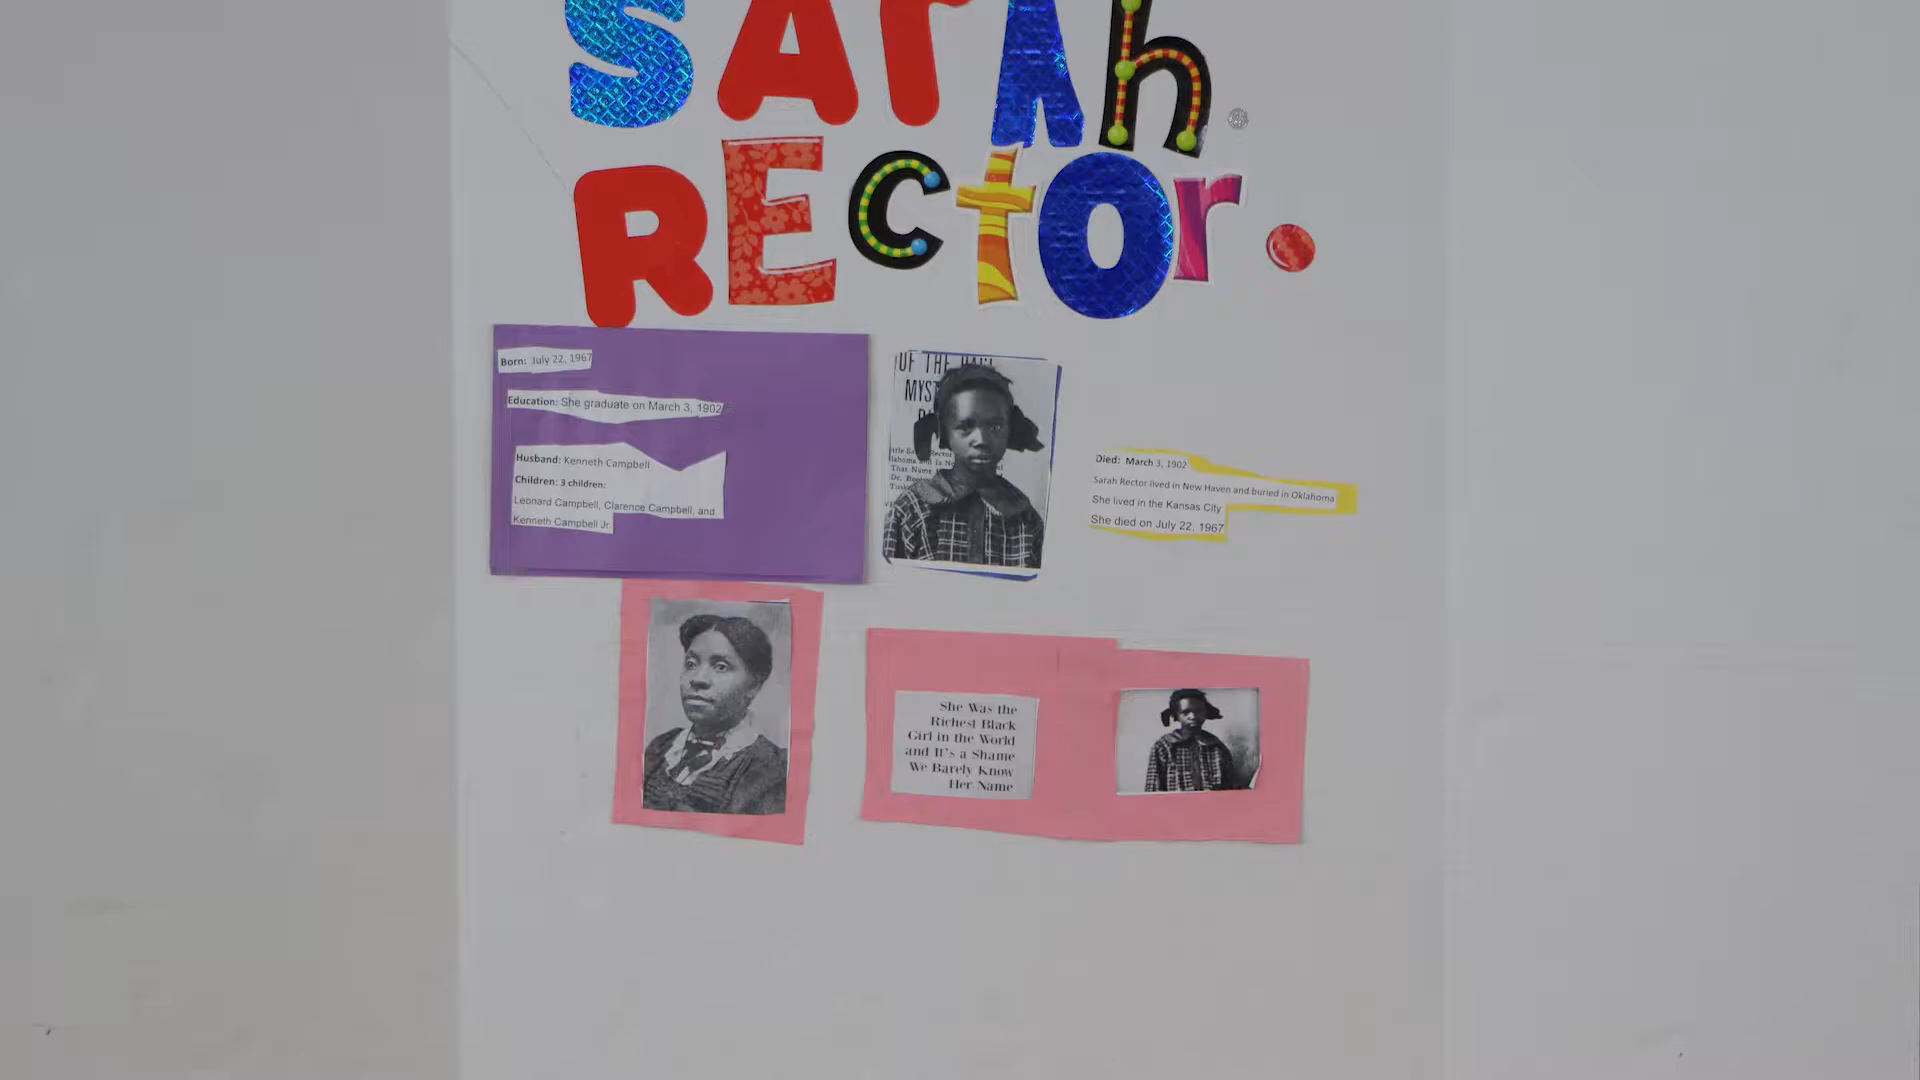 SArAh
RECtOr.
Born: July 22, 1967
Education: She graduate on March 3, 1902
Husband: Kenneth Campbell
Children: 3 children:
Leonard Campbell, Clarence Campbell, and
Kenneth Campbell Jr.
OF THE
MYST
Died: March 3, 1902
Sarah Rector lived in New Haven and buried in Oklahoma
She lived in the Kansas City
She died on July 22, 1967
She Was the
Richest Black
Girl in the World
and It's a Shame
We Barely Know
Her Name